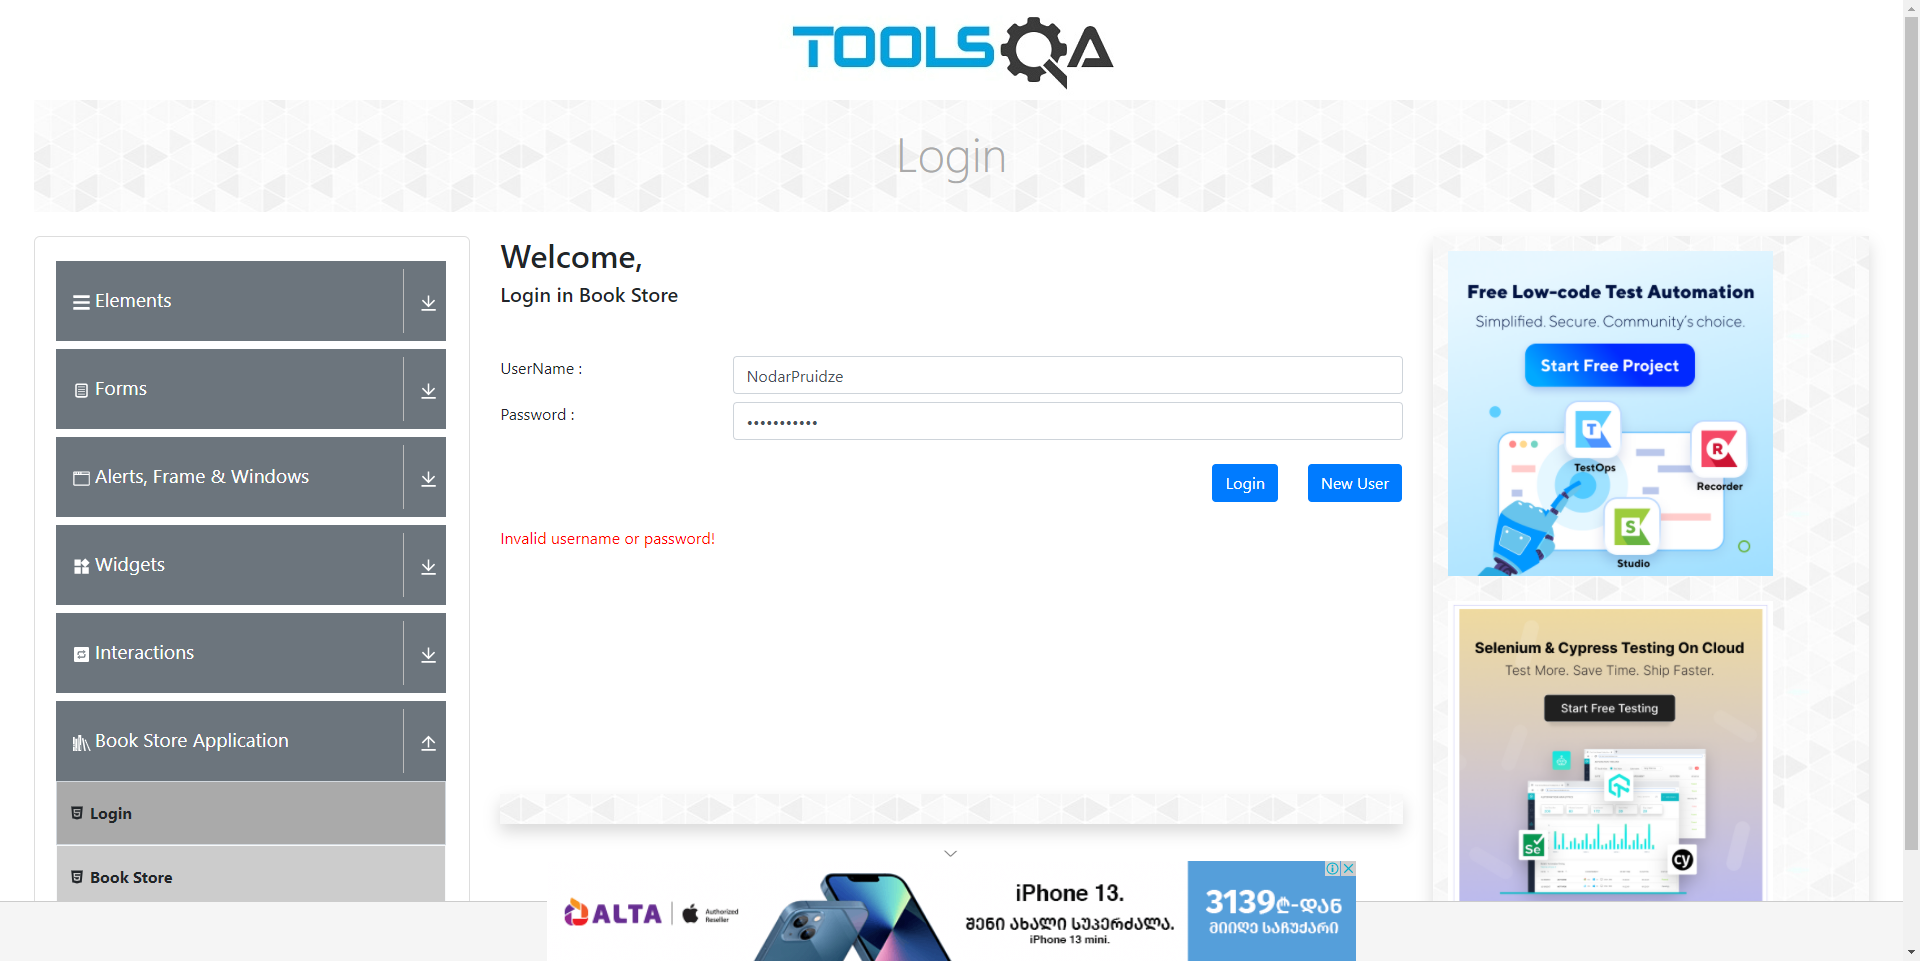 TOOLSQA
Login
Elements
Forms
Alerts, Frame & Windows
Widgets
Interactions
Book Store Application
Login
Book Store
Welcome,
Login in Book Store
UserName :
NodarPruidze
Password :
•••••••••••
Login
New User
Invalid username or password!
Free Low-code Test Automation
Simplified. Secure. Community's choice.
Start Free Project
TestOps
Recorder
Studio
Selenium & Cypress Testing On Cloud
Test More. Save Time. Ship Faster.
Start Free Testing
Se
cy
ALTA
Authorized
Reseller
iPhone 13.
შენი ახალი სუპერძალა.
iPhone 13 mini.
3139₾-დან
მიიღე საჩუქარი